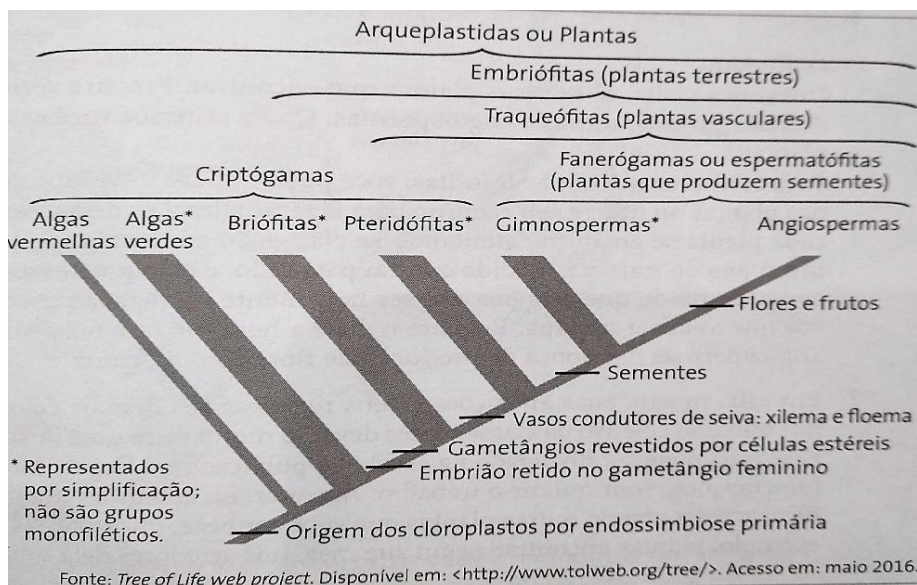 Arqueplastidas ou Plantas
Embriófitas (plantas terrestres)
Traqueófitas (plantas vasculares)
Fanerógamas ou espermatófitas
(plantas que produzem sementes)
Criptógamas
Algas
vermelhas
Algas*
verdes
Briófitas*
Pteridófitas*
Gimnospermas*
Angiospermas
Flores e frutos
Sementes
Vasos condutores de seiva: xilema e floema
Gametângios revestidos por células estéreis
Embrião retido no gametângio feminino
Origem dos cloroplastos por endossimbiose primária
* Representados
por simplificação;
não são grupos
monofiléticos.
Fonte: Tree of Life web project. Disponível em: <http://www.tolweb.org/tree/>. Acesso em: maio 2016